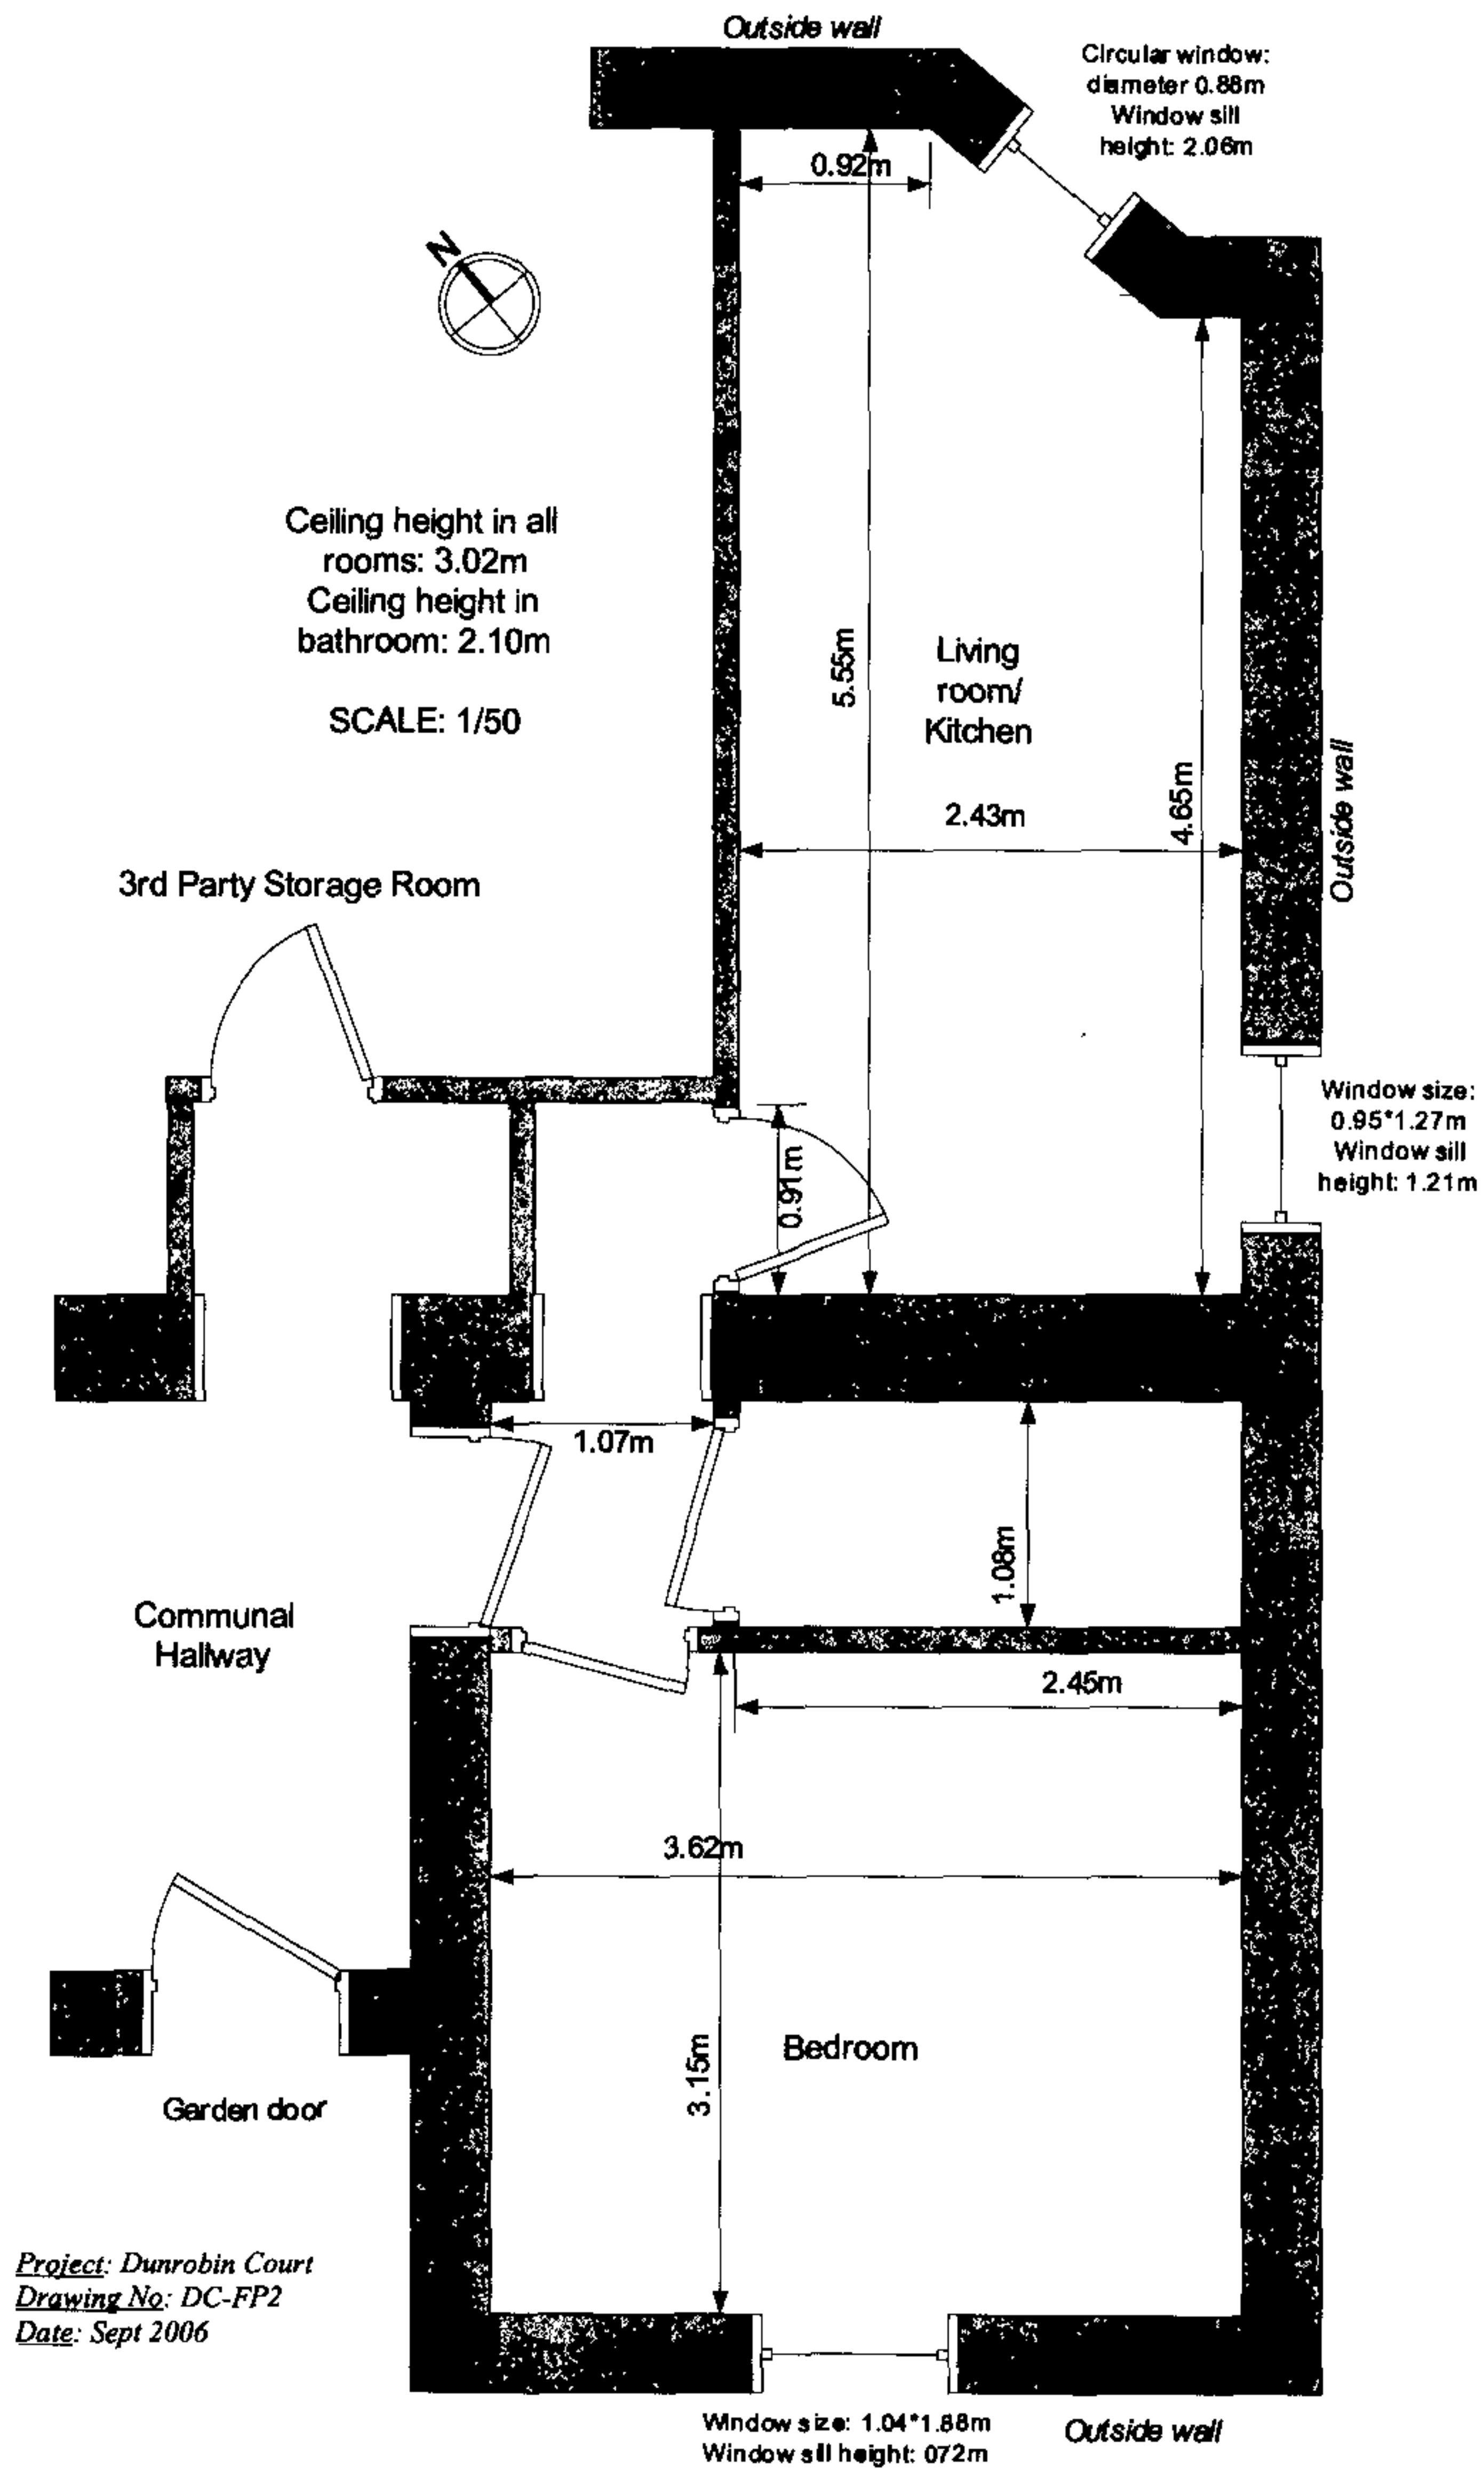 Outside wall
Circular window:
diameter 0.88m
Window sill
height: 2.06m
0.92m
N
Ceiling height in all
rooms: 3.02m
Ceiling height in
bathroom: 2.10m
SCALE: 1/50
5.55m
Living
room/
Kitchen
2.43m
4.65m
Outside wall
3rd Party Storage Room
Window size:
0.95*1.27m
Window sill
height: 1.21m
0.91m
1.07m
1.08m
Communal
Hallway
2.45m
3.62m
3.15m
Bedroom
Garden door
Project: Dunrobin Court
Drawing No: DC-FP2
Date: Sept 2006
Window size: 1.04*1.88m
Window sill height: 072m
Outside wall